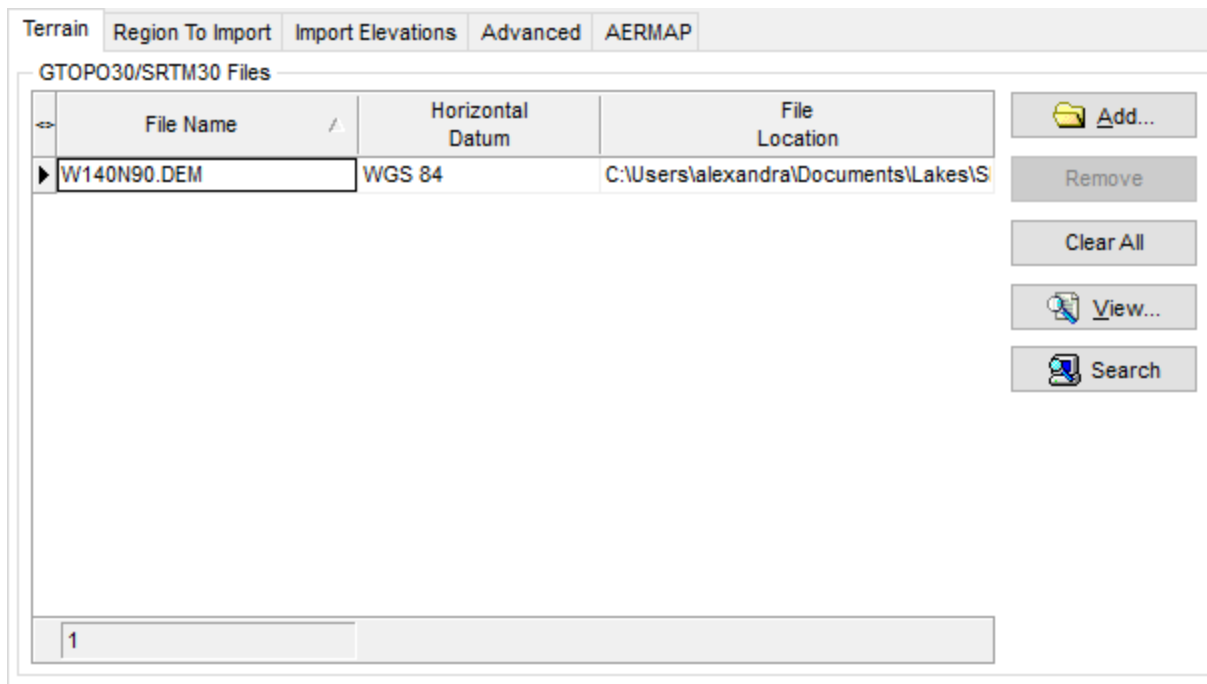 Terrain Region To Import Import Elevations Advanced AERMAP
GTOPO30/SRTM30 Files
File Name Horizontal Datum File Location
W140N90.DEM WGS 84 C:\Users\alexandra\Documents\Lakes\S
1
Add...
Remove
Clear All
View...
Search